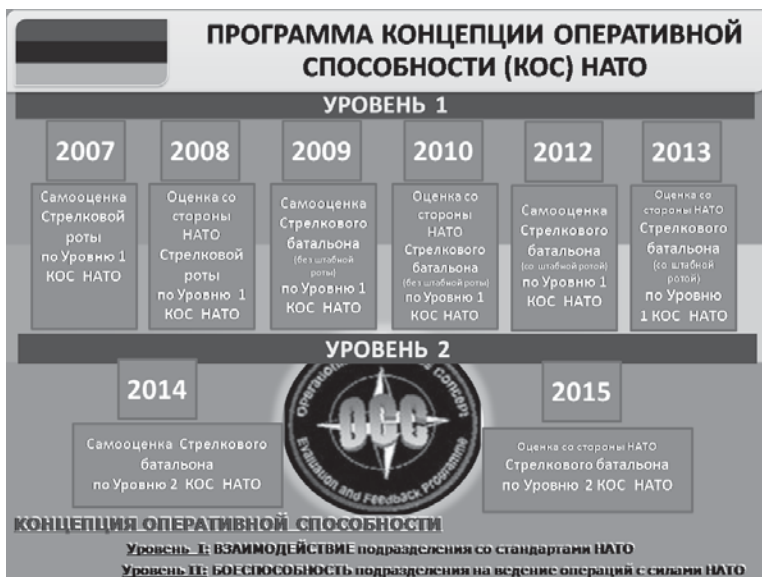 ПРОГРАММА КОНЦЕПЦИИ ОПЕРАТИВНОЙ
СПОСОБНОСТИ (КОС) НАТО
УРОВЕНЬ 1
2007
Самооценка
Стрелковой
роты
по Уровню 1
КОС НАТО
2008
Оценка со
стороны
НАТО
Стрелковой
роты
по Уровню 1
КОС НАТО
2009
Самооценка
Стрелкового
батальона
(без штабной
роты)
по Уровню 1
КОС НАТО
2010
Оценка со
стороны
НАТО
Стрелкового
батальона
(без штабной роты)
по Уровню 1
КОС НАТО
2012
Самооценка
Стрелкового
батальона
(со штабной ротой)
по Уровню 1
КОС НАТО
2013
Оценка со
стороны НАТО
Стрелкового
батальона
(со штабной
ротой)
по Уровню
1 КОС НАТО
УРОВЕНЬ 2
2014
Самооценка Стрелкового
батальона
по Уровню 2 КОС НАТО
Concept
OCC
Evaluation and Feedback Programme
2015
Оценка со стороны НАТО
Стрелкового батальона
по Уровню 2 КОС НАТО
КОНЦЕПЦИЯ ОПЕРАТИВНОЙ СПОСОБНОСТИ
Уровень I: ВЗАИМОДЕЙСТВИЕ подразделения со стандартами НАТО
Уровень II: БОЕСПОСОБНОСТЬ подразделения на ведение операций с силами НАТО